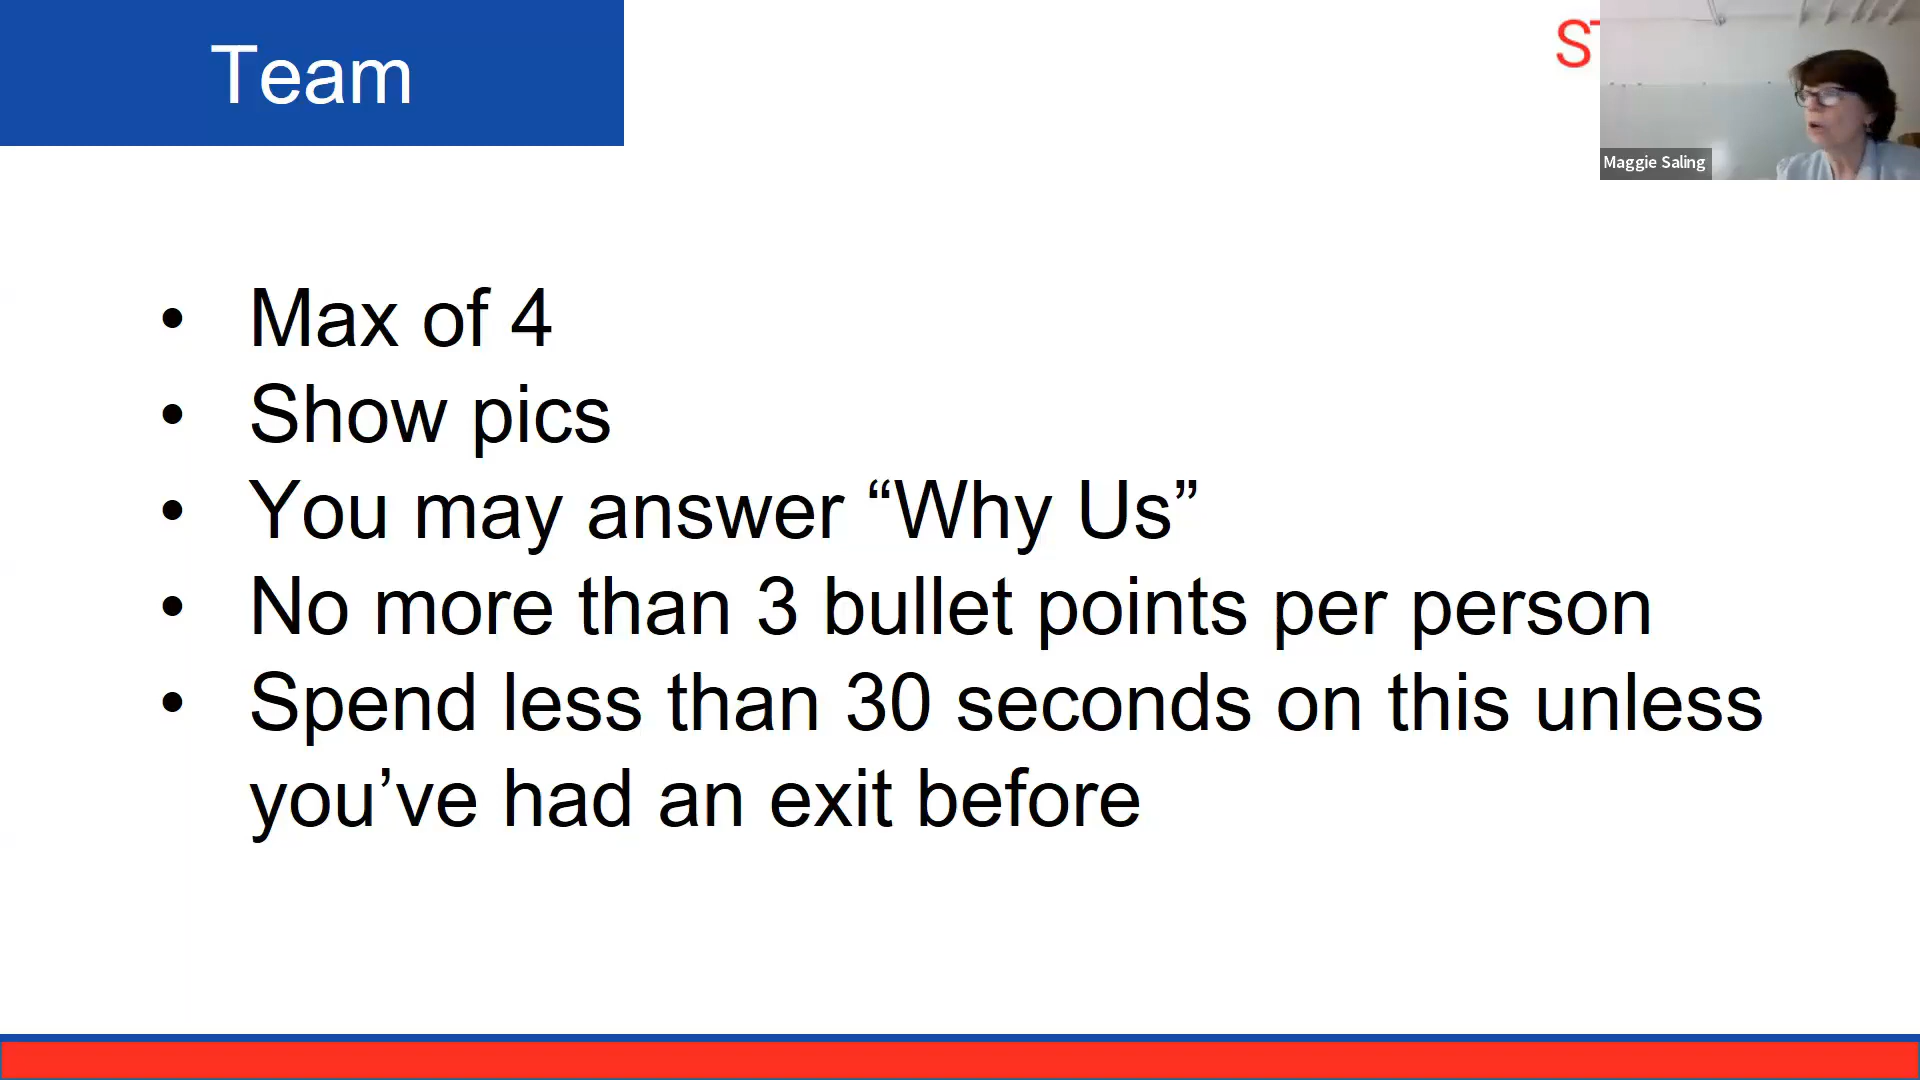 Team
Maggie Saling
• Max of 4
• Show pics
• You may answer “Why Us”
• No more than 3 bullet points per person
• Spend less than 30 seconds on this unless
you’ve had an exit before